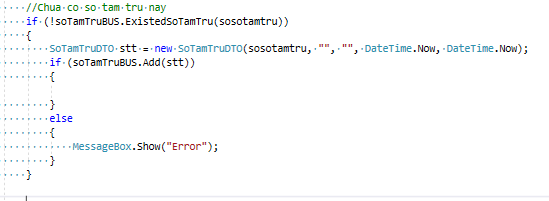 //Chua co so tam tru nay
if (!soTamTruBUS.ExistedSoTamTru(sosotamtru))
{
SoTamTruDTO stt = new SoTamTruDTO(sosotamtru, "", "", DateTime.Now, DateTime.Now);
if (soTamTruBUS.Add(stt))
{
}
else
{
MessageBox.Show("Error");
}
}